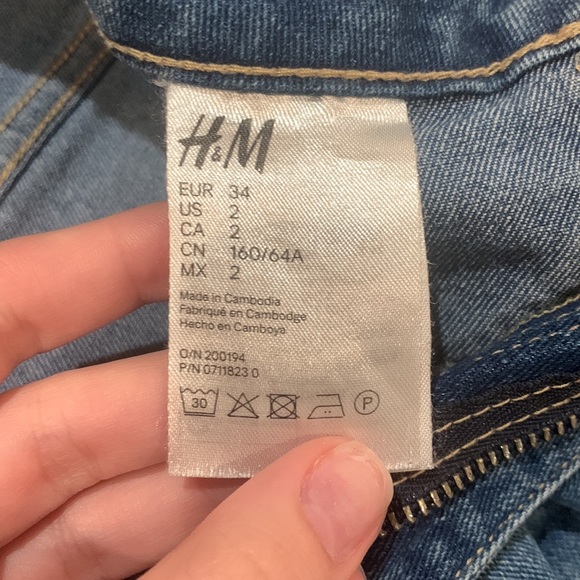 H&M
EUR 34
US 2
CA 2
CN 160/64A
MX 2
Made in Cambodia
Fabriqué en Cambodge
Hecho en Camboya
O/N 200194
P/N 0711823 0
30 P